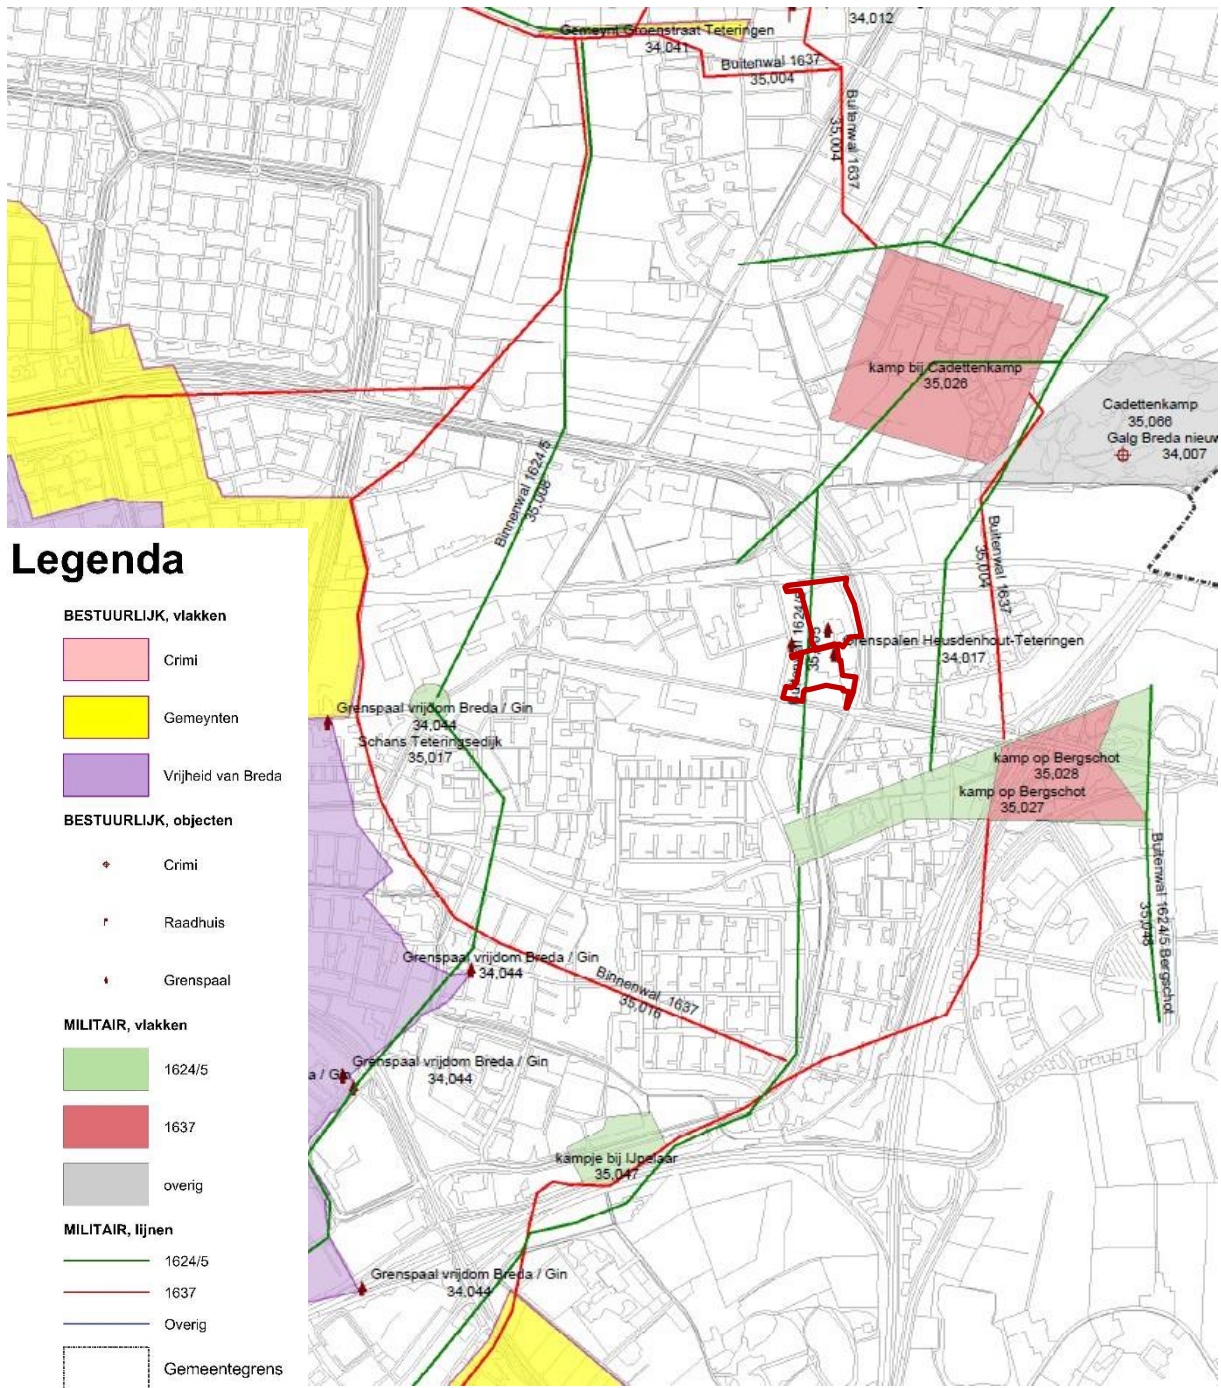 34,012
Gemeynt Groenstraat Teteringen
34,041
Buitenwal 1637
35,004
Buitenwal 1637
35,004
kamp bij Cadettenkamp
35,026
Cadettenkamp
35,066
Galg Breda nieuw
34,007
Binnenwal 1624/5
35,008
Buitenwal 1637
35,004
Buitenwal 1624/5
Grenspalen Heusdenhout-Teteringen
34,017
Legenda
BESTUURLIJK, vlakken
Crimi
Gemeynten
Vrijheid van Breda
BESTUURLIJK, objecten
Crimi
Raadhuis
Grenspaal
MILITAIR, vlakken
1624/5
1637
overig
MILITAIR, lijnen
1624/5
1637
Overig
Gemeentegrens
Grenspaal vrijdom Breda / Gin
34,044
Schans Teteringsedijk
35,017
kamp op Bergschot
35,028
kamp op Bergschot
35,027
Buitenwal 1624/5 Bergschot
35,048
Grenspaal vrijdom Breda / Gin
34,044
Binnenwal 1637
35,016
a / Gin
Grenspaal vrijdom Breda / Gin
34,044
kampje bij IJpelaar
35,047
Grenspaal vrijdom Breda / Gin
34,044